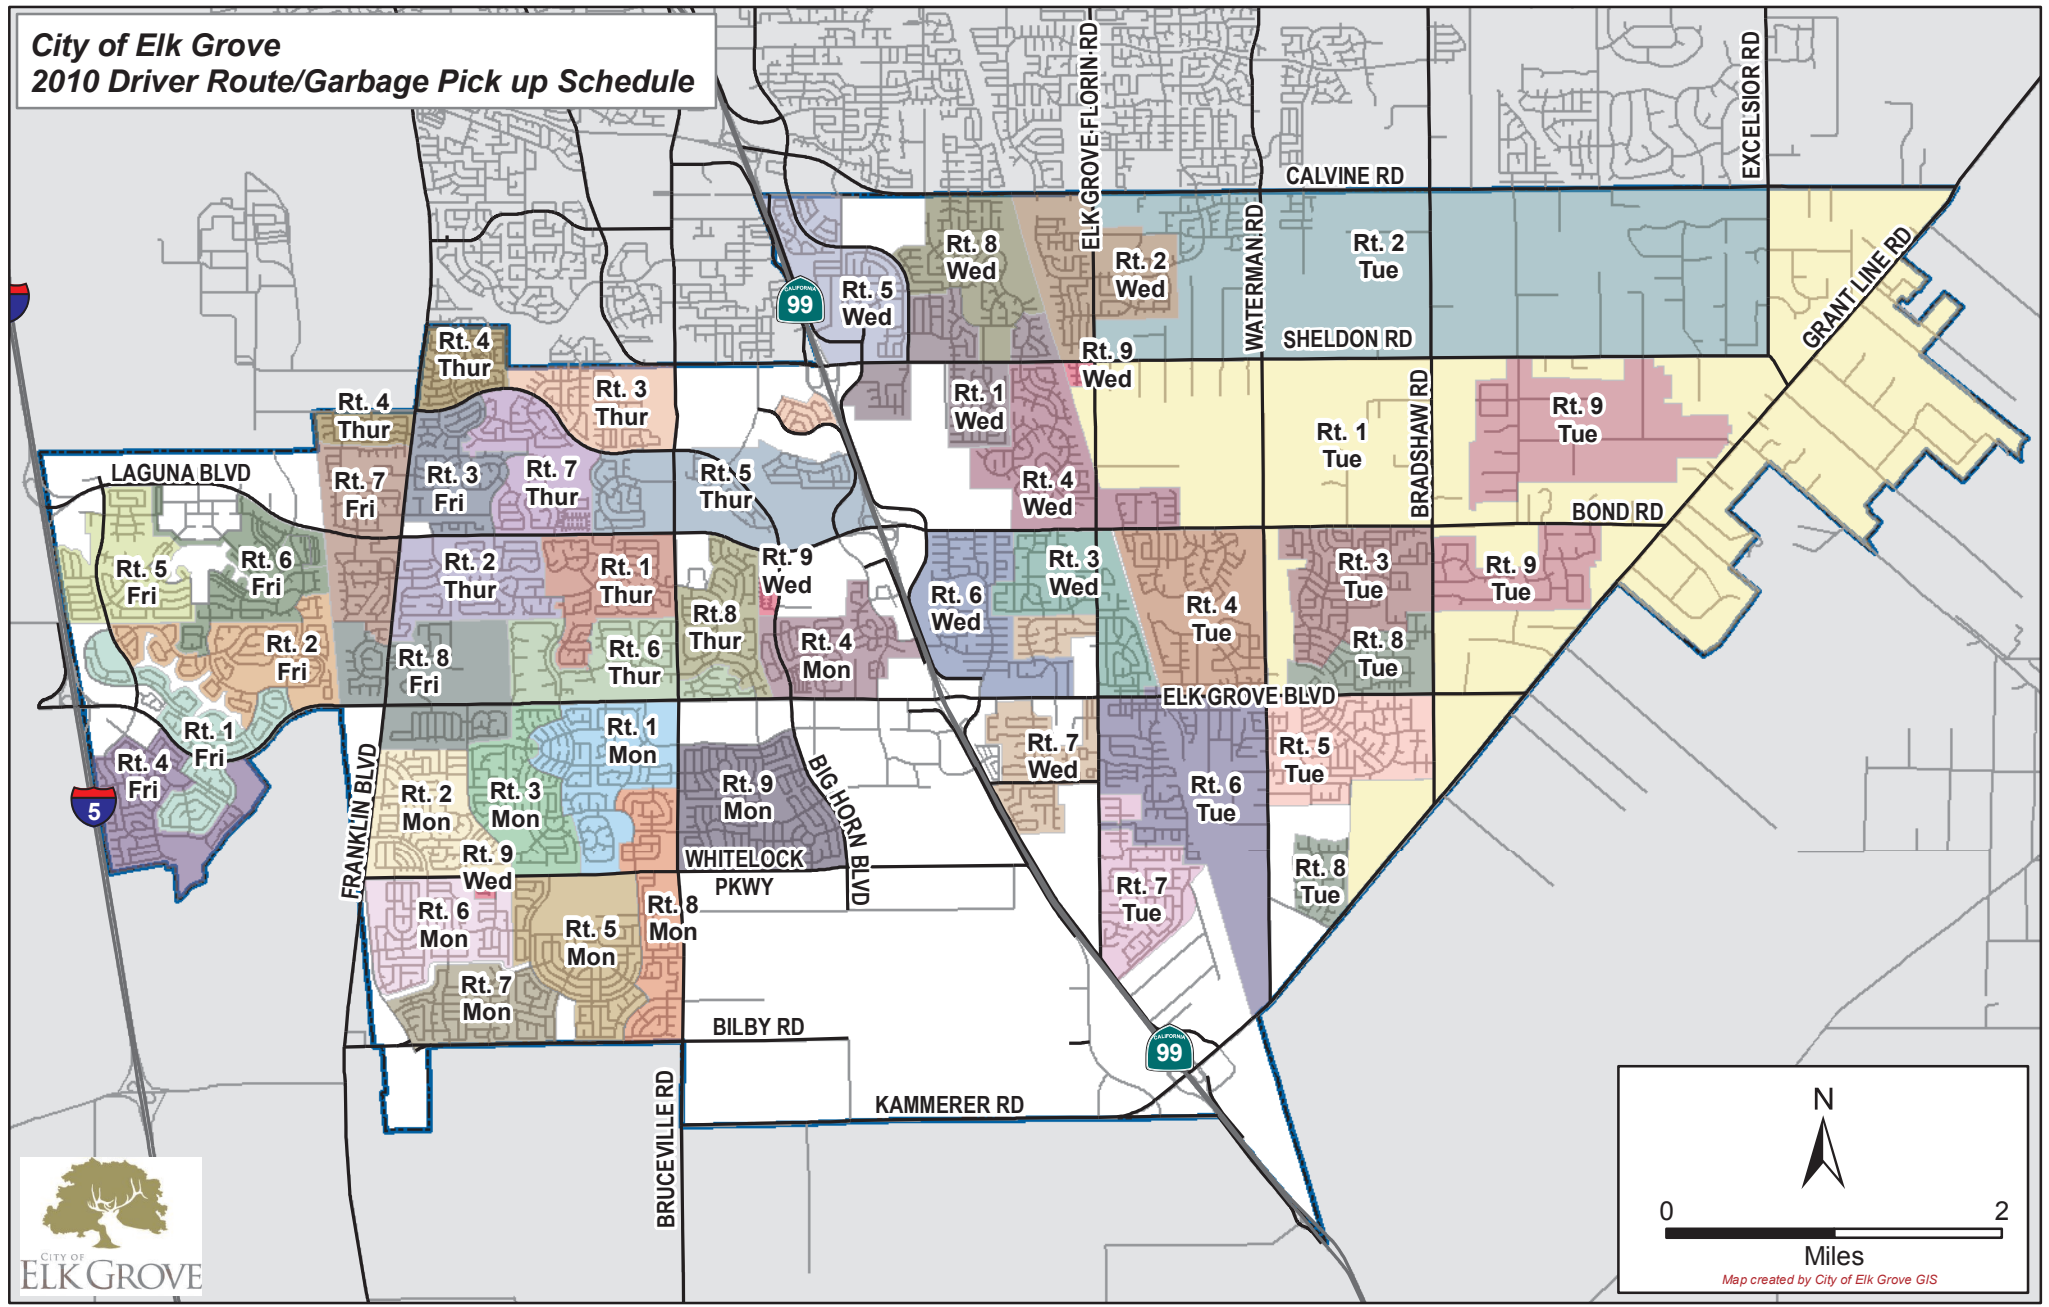 City of Elk Grove
2010 Driver Route/Garbage Pick up Schedule
ELK GROVE-FLORIN RD
EXCELSIOR RD
CALVINE RD
WATERMAN RD
GRANT LINE RD
Rt. 8
Wed
Rt. 2
Wed
Rt. 2
Tue
Rt. 5
Wed
CALIFORNIA
99
SHELDON RD
Rt. 4
Thur
Rt. 9
Wed
Rt. 3
Thur
Rt. 1
Wed
BRADSHAW RD
Rt. 4
Thur
Rt. 9
Tue
Rt. 1
Tue
LAGUNA BLVD
Rt. 7
Fri
Rt. 3
Fri
Rt. 7
Thur
Rt. 5
Thur
Rt. 4
Wed
BOND RD
Rt. 5
Fri
Rt. 6
Fri
Rt. 2
Thur
Rt. 1
Thur
Rt. 9
Wed
Rt. 3
Wed
Rt. 3
Tue
Rt. 9
Tue
Rt. 6
Wed
Rt. 4
Tue
Rt.8
Thur
Rt. 2
Fri
Rt. 8
Fri
Rt. 6
Thur
Rt. 4
Mon
Rt. 8
Tue
ELK GROVE BLVD
Rt. 1
Fri
Rt. 4
Fri
Rt. 1
Mon
Rt. 7
Wed
Rt. 5
Tue
FRANKLIN BLVD
BIG HORN BLVD
Rt. 2
Mon
Rt. 3
Mon
Rt. 9
Mon
Rt. 6
Tue
5
WHITELOCK
PKWY
Rt. 9
Wed
Rt. 8
Tue
Rt. 7
Tue
Rt. 6
Mon
Rt. 5
Mon
Rt. 8
Mon
Rt. 7
Mon
BILBY RD
CALIFORNIA
99
BRUCEVILLE RD
KAMMERER RD
N
0 2
Miles
Map created by City of Elk Grove GIS
CITY OF
ELK GROVE